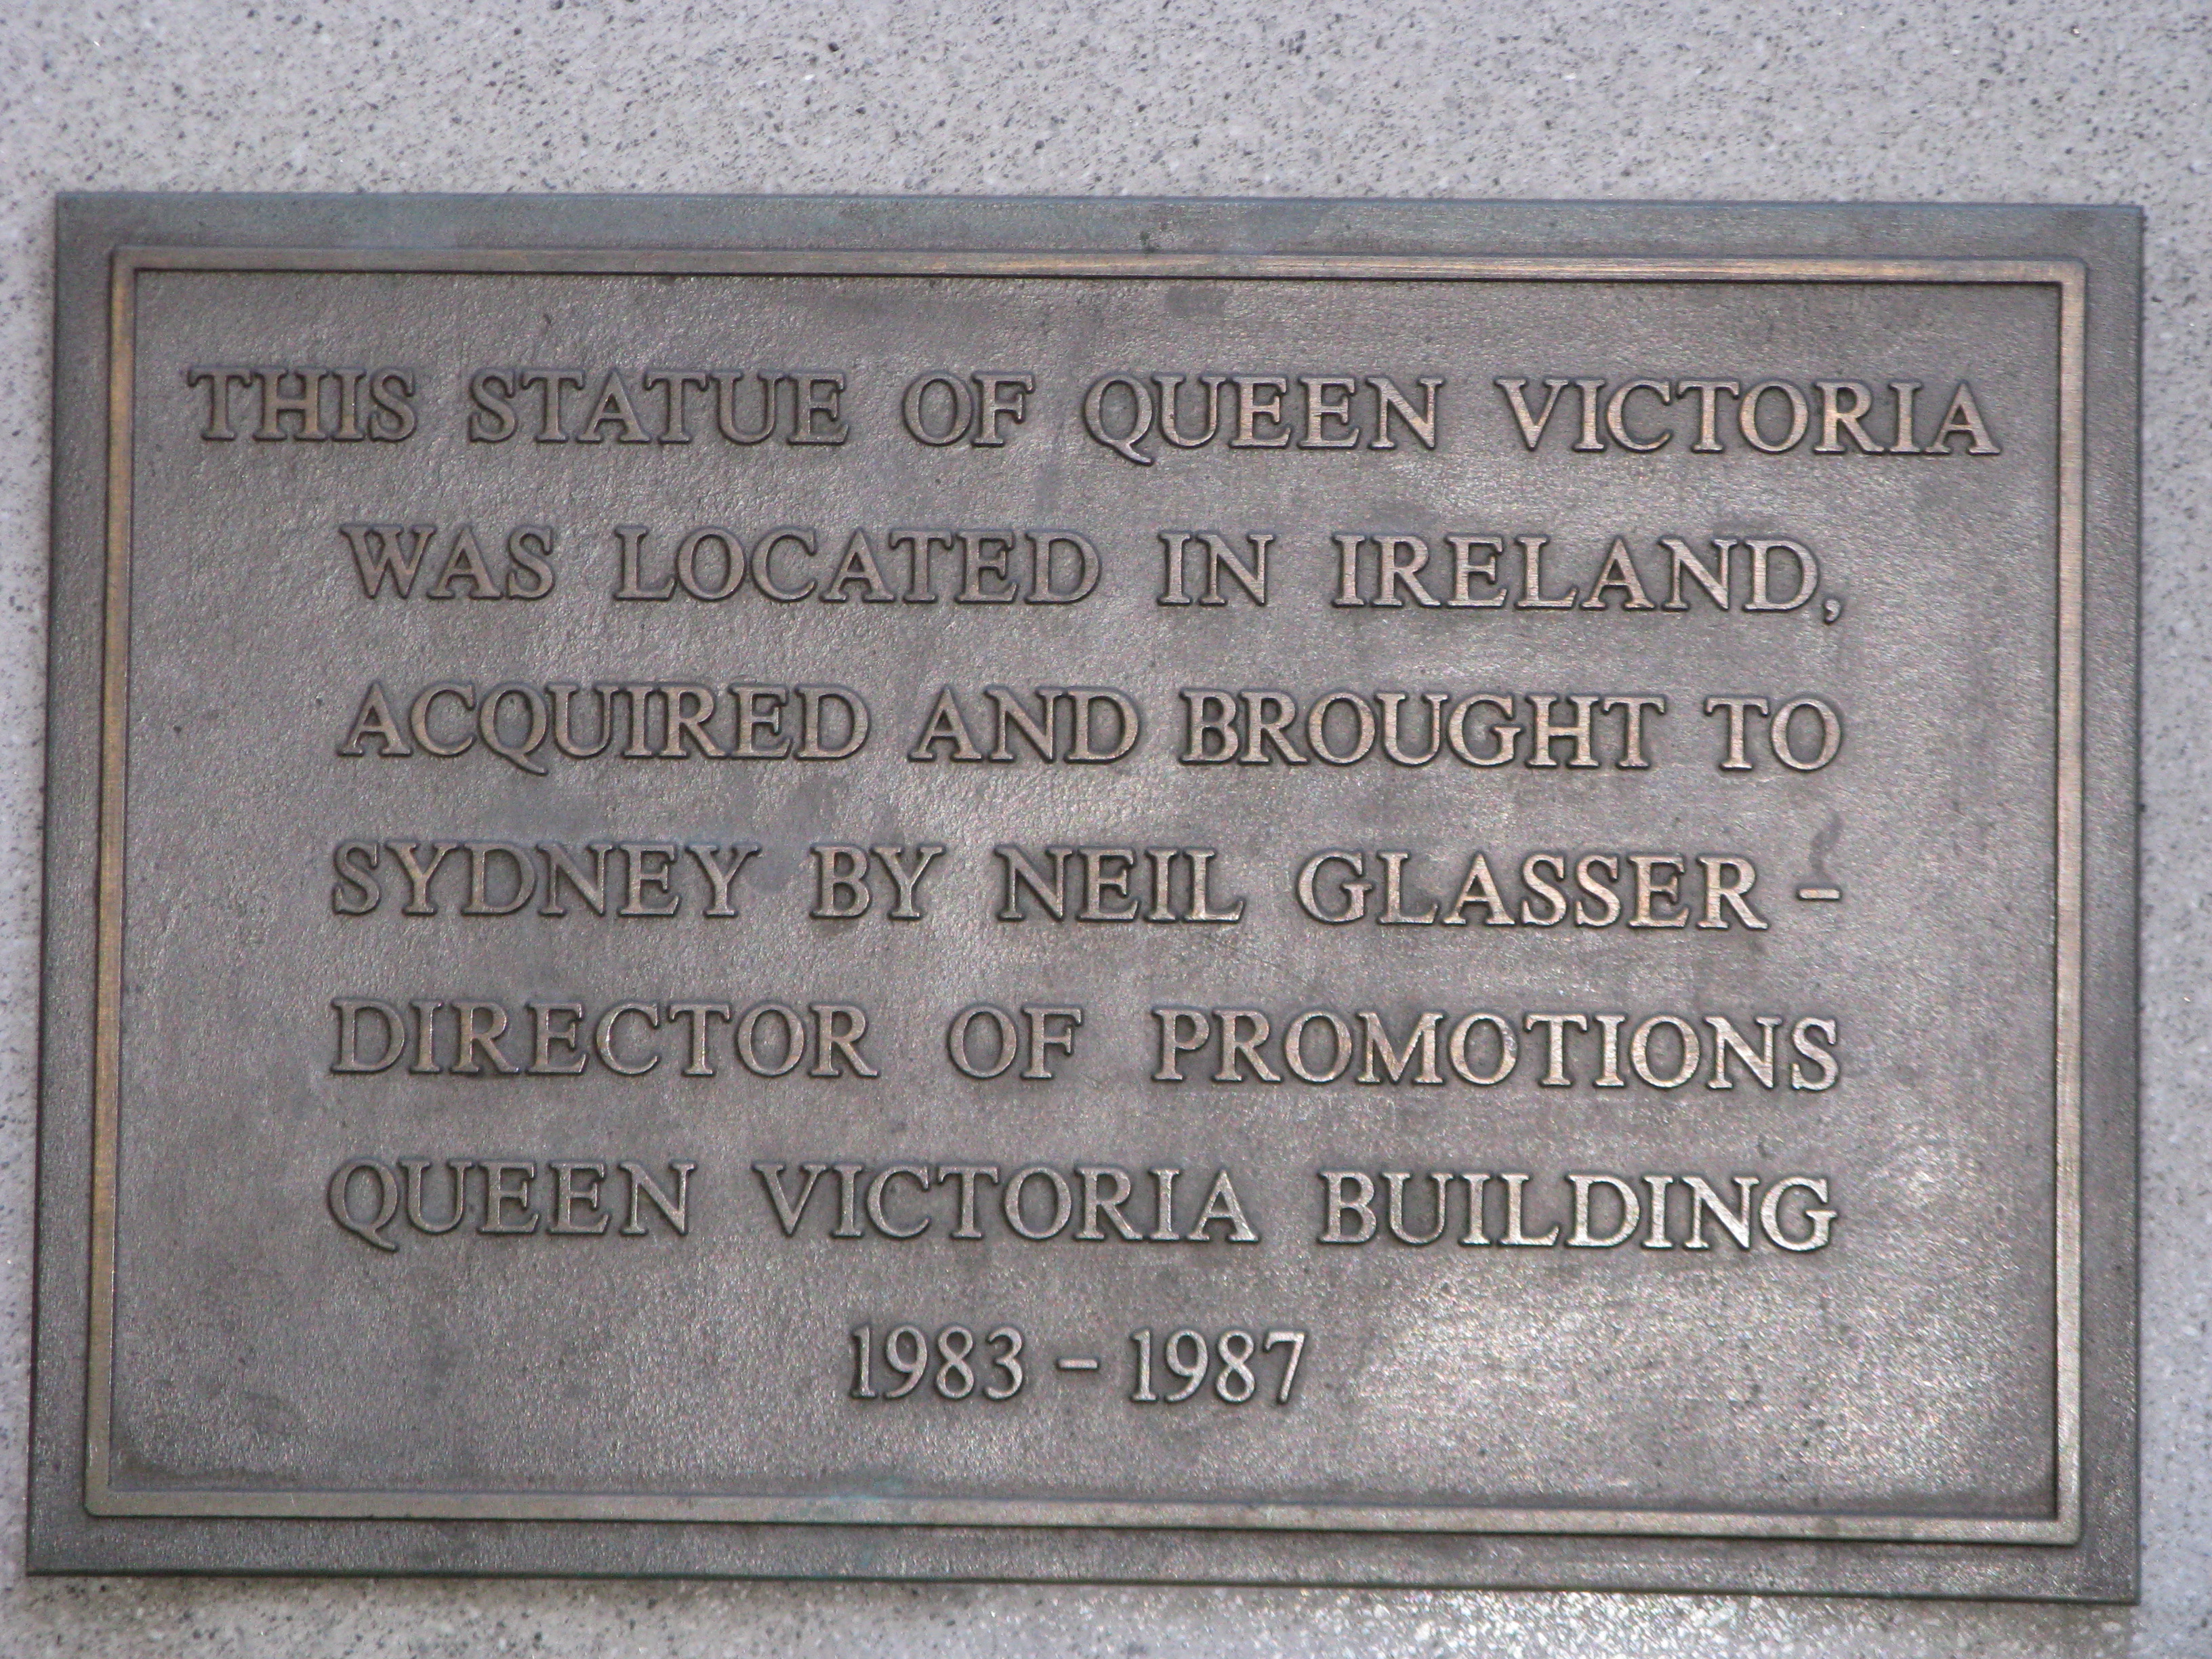 THIS STATUE OF QUEEN VICTORIA
WAS LOCATED IN IRELAND,
ACQUIRED AND BROUGHT TO
SYDNEY BY NEIL GLASSER –
DIRECTOR OF PROMOTIONS
QUEEN VICTORIA BUILDING
1983 – 1987